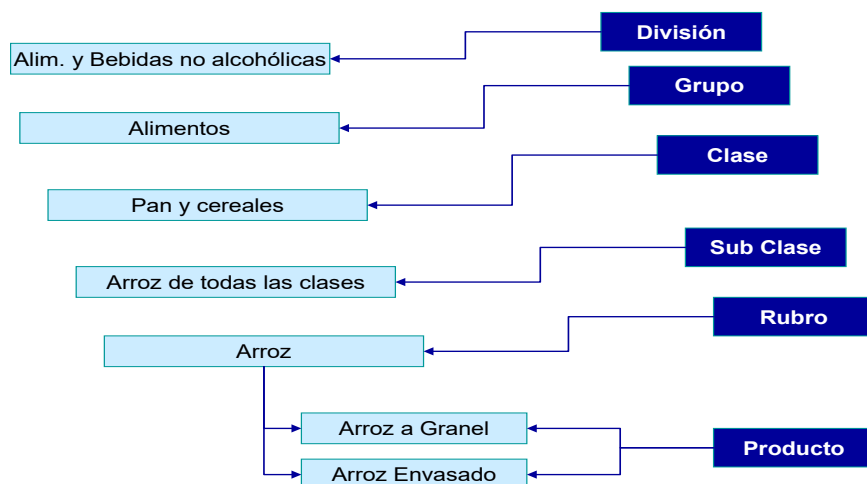 División
Alim. y Bebidas no alcohólicas
Grupo
Alimentos
Clase
Pan y cereales
Sub Clase
Arroz de todas las clases
Rubro
Arroz
Arroz a Granel
Producto
Arroz Envasado